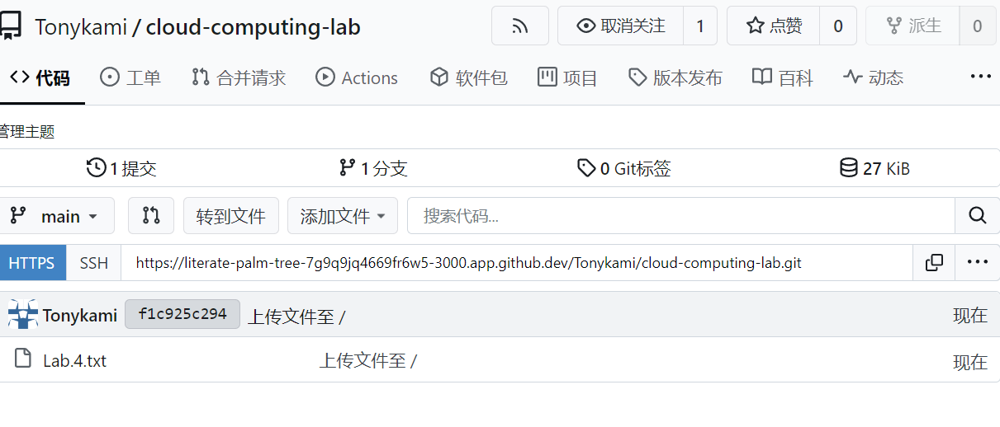 Tonykami / cloud-computing-lab 取消关注 1 点赞 0 派生 0
代码 工单 合并请求 Actions 软件包 项目 版本发布 百科 动态 ...
管理主题
1 提交 1 分支 0 Git标签 27 KiB
main 转到文件 添加文件 搜索代码...
HTTPS SSH https://literate-palm-tree-7g9q9jq4669fr6w5-3000.app.github.dev/Tonykami/cloud-computing-lab.git ...
Tonykami f1c925c294 上传文件至 / 现在
Lab.4.txt 上传文件至 / 现在